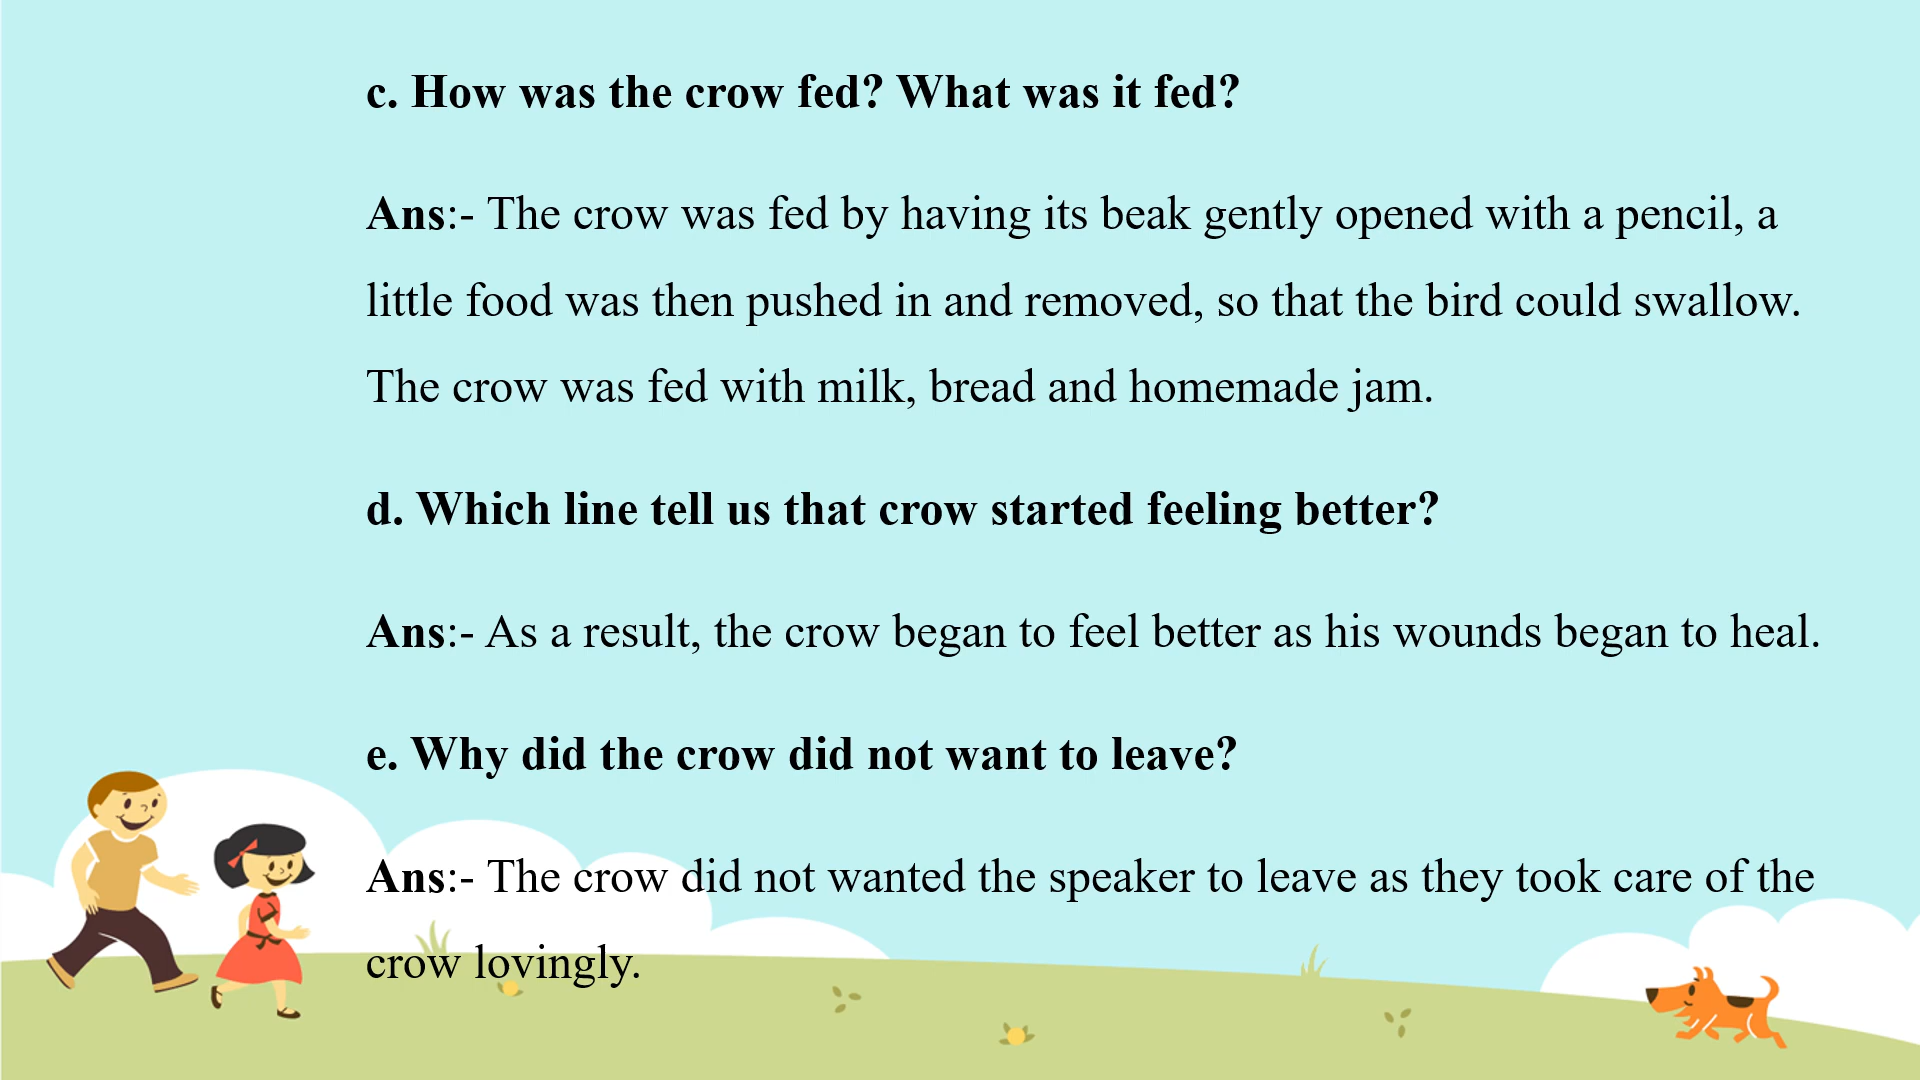 c. How was the crow fed? What was it fed?
Ans:- The crow was fed by having its beak gently opened with a pencil, a
little food was then pushed in and removed, so that the bird could swallow.
The crow was fed with milk, bread and homemade jam.
d. Which line tell us that crow started feeling better?
Ans:- As a result, the crow began to feel better as his wounds began to heal.
e. Why did the crow did not want to leave?
Ans:- The crow did not wanted the speaker to leave as they took care of the
crow lovingly.